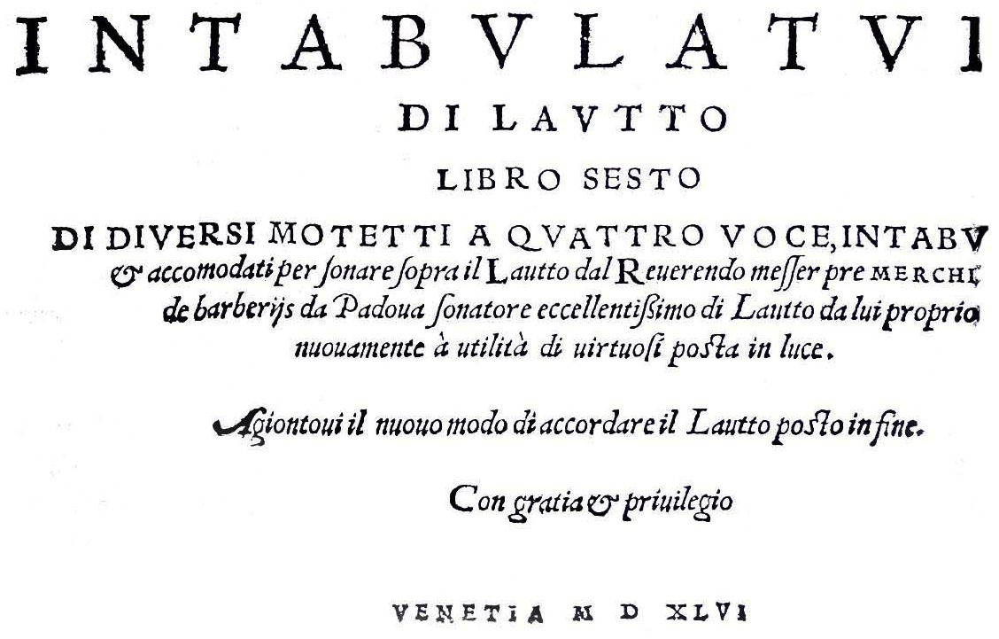 INTABVLATVI
DI LAVTTO
LIBRO SESTO
DI DIVERSI MOTETTI A QVATTRO VOCE, INTABV
& accomodati per ſonare ſopra il Lautto dal Reuerendo meſſer pre MERCHI
de barberijs da Padoua ſonatore eccellentiſsimo di Lautto da lui proprio
nuouamente à utilità di uirtuoſi poſta in luce.
Agiontoui il nuouo modo di accordare il Lautto poſto in fine.
Con gratia & priuilegio
VENETIA M D XLVI